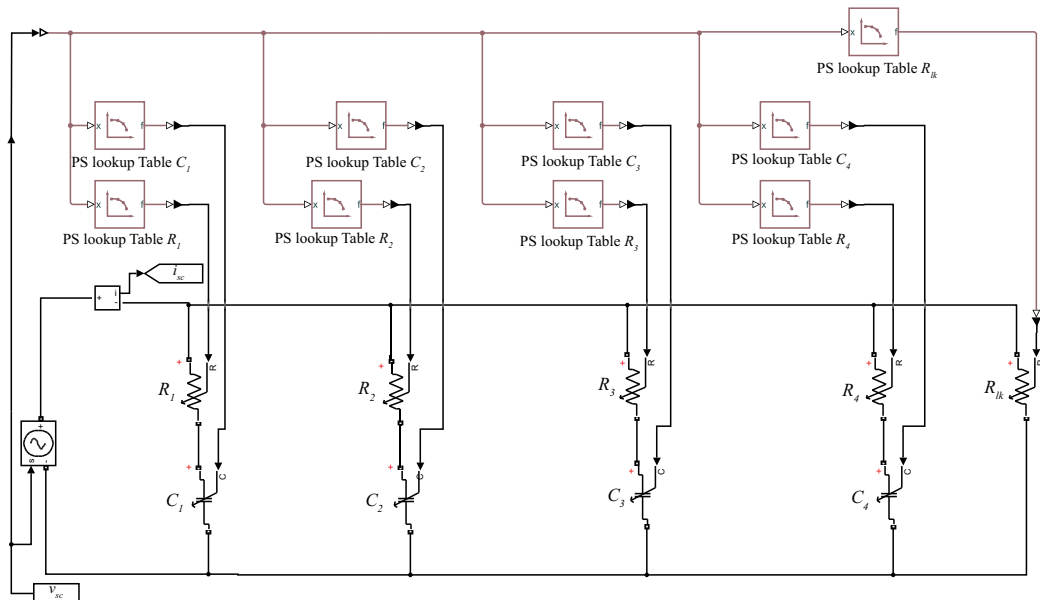 x f
PS lookup Table R_lk
x f
x f
x f
x f
PS lookup Table C_1
PS lookup Table C_2
PS lookup Table C_3
PS lookup Table C_4
x f
x f
x f
x f
PS lookup Table R_1
PS lookup Table R_2
PS lookup Table R_3
PS lookup Table R_4
i_sc
+ i
-
+ R
+ R
+ R
+ R
R_1
R_2
R_3
R_4
R_lk
+
s -
+ C
+ C
+ C
+ C
C_1
C_2
C_3
C_4
v_sc